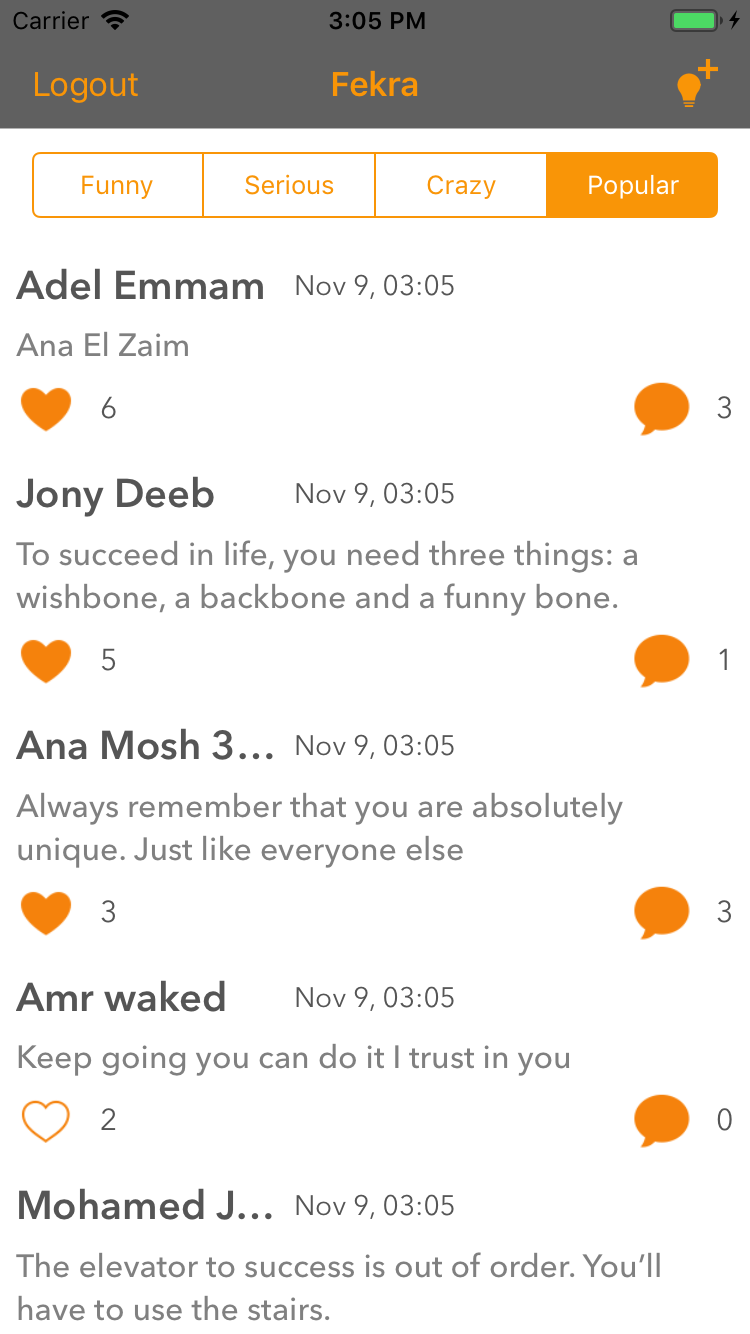 Carrier 3:05 PM
Logout Fekra
Funny Serious Crazy Popular
Adel Emmam Nov 9, 03:05
Ana El Zaim
6 3
Jony Deeb Nov 9, 03:05
To succeed in life, you need three things: a
wishbone, a backbone and a funny bone.
5 1
Ana Mosh 3... Nov 9, 03:05
Always remember that you are absolutely
unique. Just like everyone else
3 3
Amr waked Nov 9, 03:05
Keep going you can do it I trust in you
2 0
Mohamed J... Nov 9, 03:05
The elevator to success is out of order. You’ll
have to use the stairs.